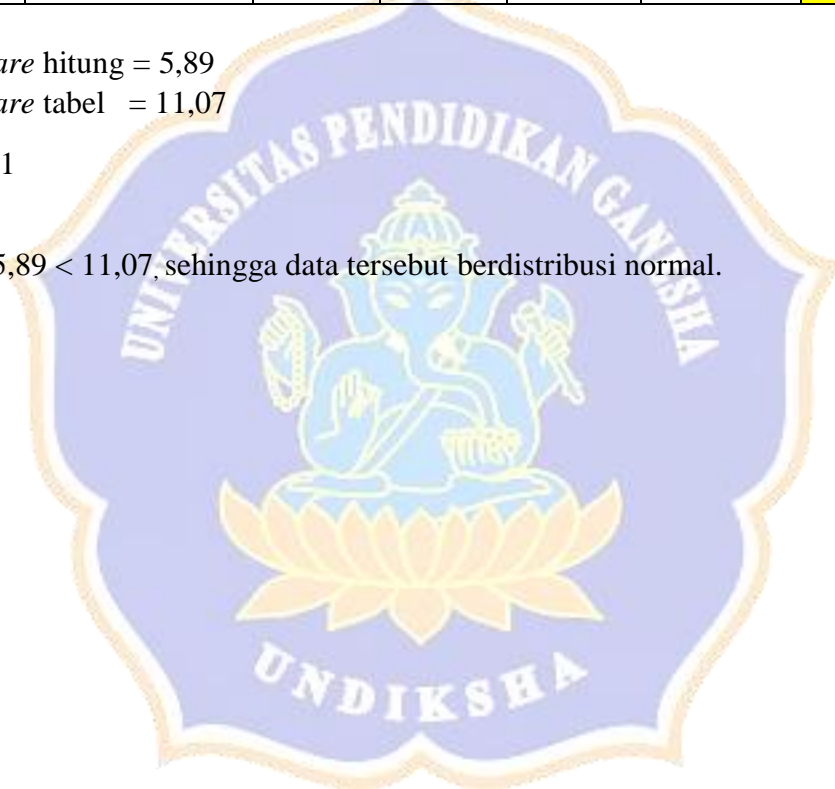 are hitung = 5,89
are tabel = 11,07
1
5,89 < 11,07, sehingga data tersebut berdistribusi normal.
UNIVERSITAS PENDIDIKAN GANESHA
UNDIKSHA